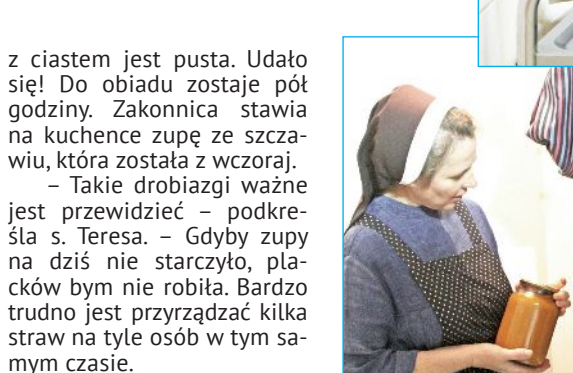 z ciastem jest pusta. Udało
się! Do obiadu zostaje pół
godziny. Zakonnica stawia
na kuchence zupę ze szcza-
wiu, która została z wczoraj.
– Takie drobiazgi ważne
jest przewidzieć – podkre-
śla s. Teresa. – Gdyby zupy
na dziś nie starczyło, pla-
cków bym nie robiła. Bardzo
trudno jest przyrządzać kilka
straw na tyle osób w tym sa-
mym czasie.